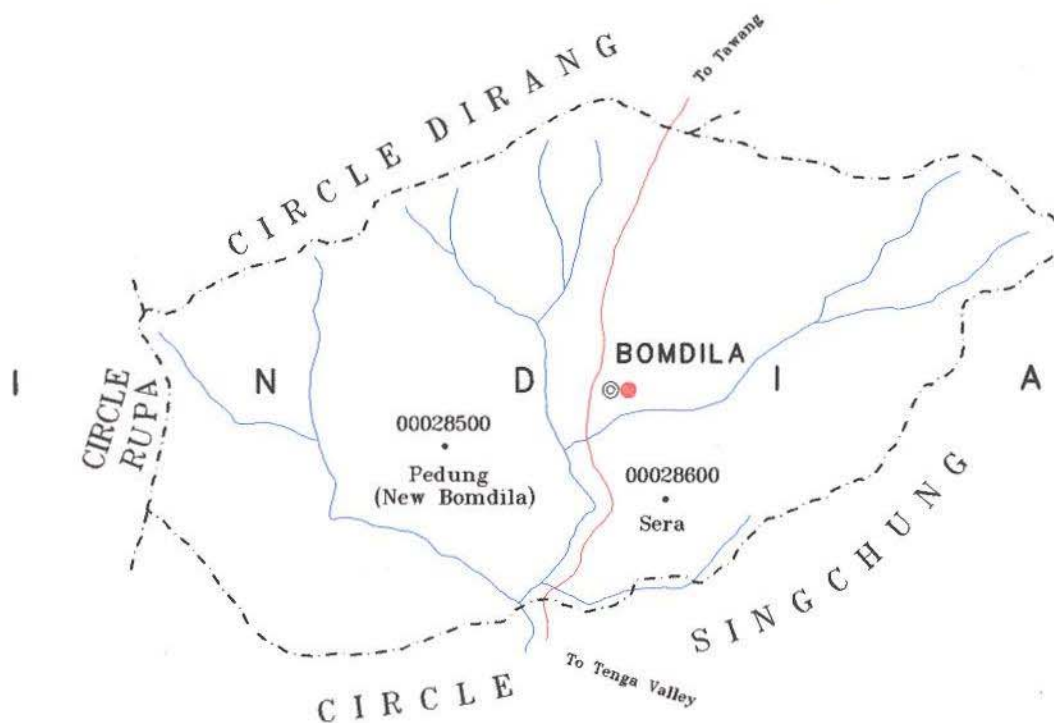 To Tawang
CIRCLE DIRANG
BOMDILA
I N D I A
CIRCLE
RUPA
00028500
Pedung
(New Bomdila)
00028600
Sera
CIRCLE SINGCHUNG
To Tenga Valley